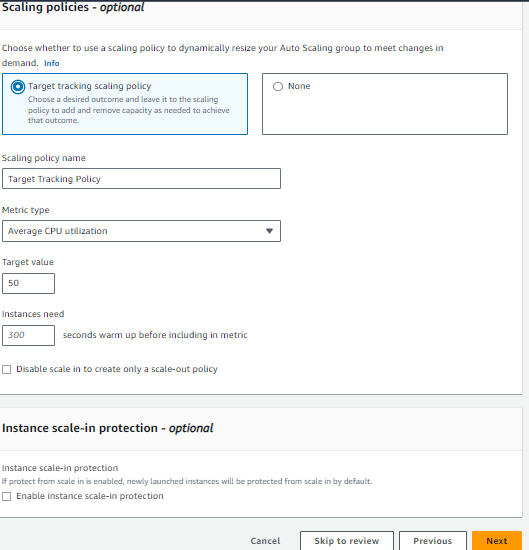 Scaling policies - optional
Choose whether to use a scaling policy to dynamically resize your Auto Scaling group to meet changes in
demand. Info
Target tracking scaling policy
Choose a desired outcome and leave it to the scaling
policy to add and remove capacity as needed to achieve
that outcome.
None
Scaling policy name
Target Tracking Policy
Metric type
Average CPU utilization
Target value
50
Instances need
300 seconds warm up before including in metric
Disable scale in to create only a scale-out policy
Instance scale-in protection - optional
Instance scale-in protection
If protect from scale in is enabled, newly launched instances will be protected from scale in by default.
Enable instance scale-in protection
Cancel Skip to review Previous Next